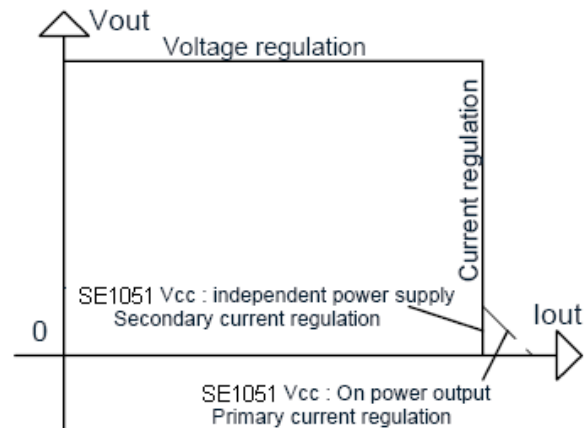 Vout
Voltage regulation
Current regulation
SE1051 Vcc : independent power supply
Secondary current regulation
0
Iout
SE1051 Vcc : On power output
Primary current regulation